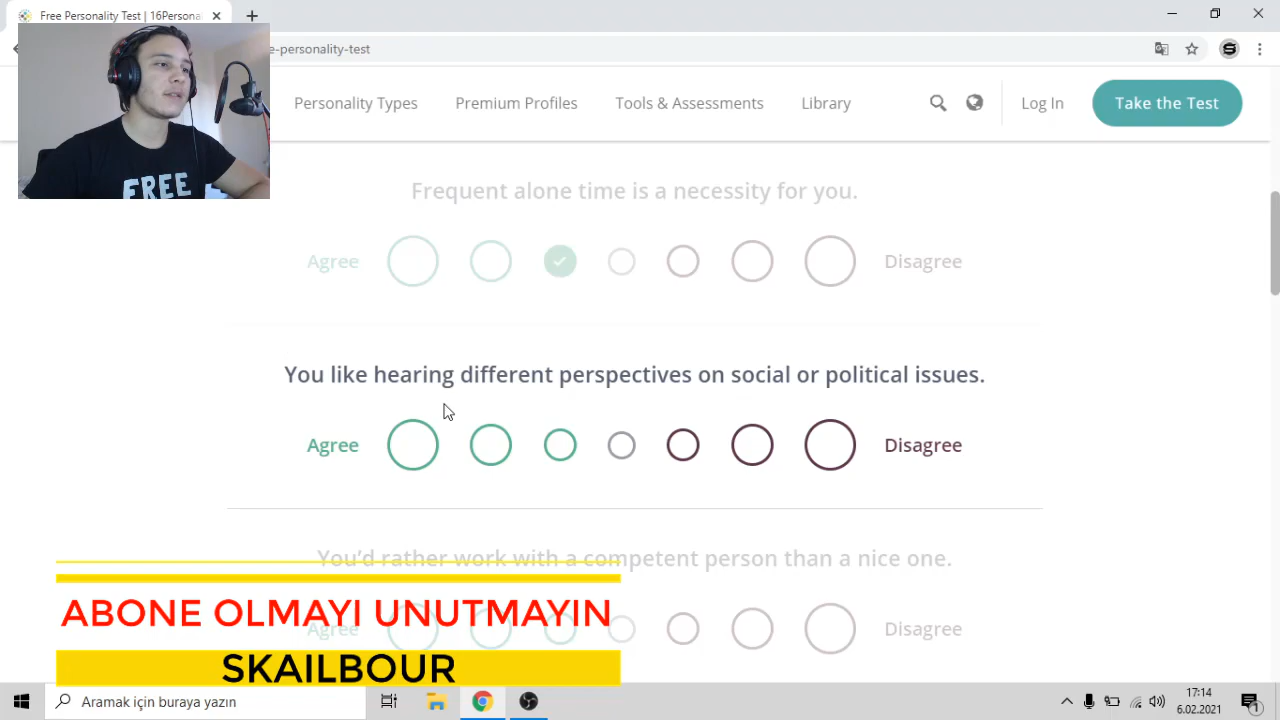 Free Personality Test | 16Persona
e-personality-test
Personality Types
Premium Profiles
Tools & Assessments
Library
Log In
Take the Test
FREE
Frequent alone time is a necessity for you.
Agree
Disagree
You like hearing different perspectives on social or political issues.
Agree
Disagree
You'd rather work with a competent person than a nice one.
Agree
Disagree
ABONE OLMAYI UNUTMAYIN
SKAILBOUR
Aramak için buraya yazın
17:14
6.02.2021